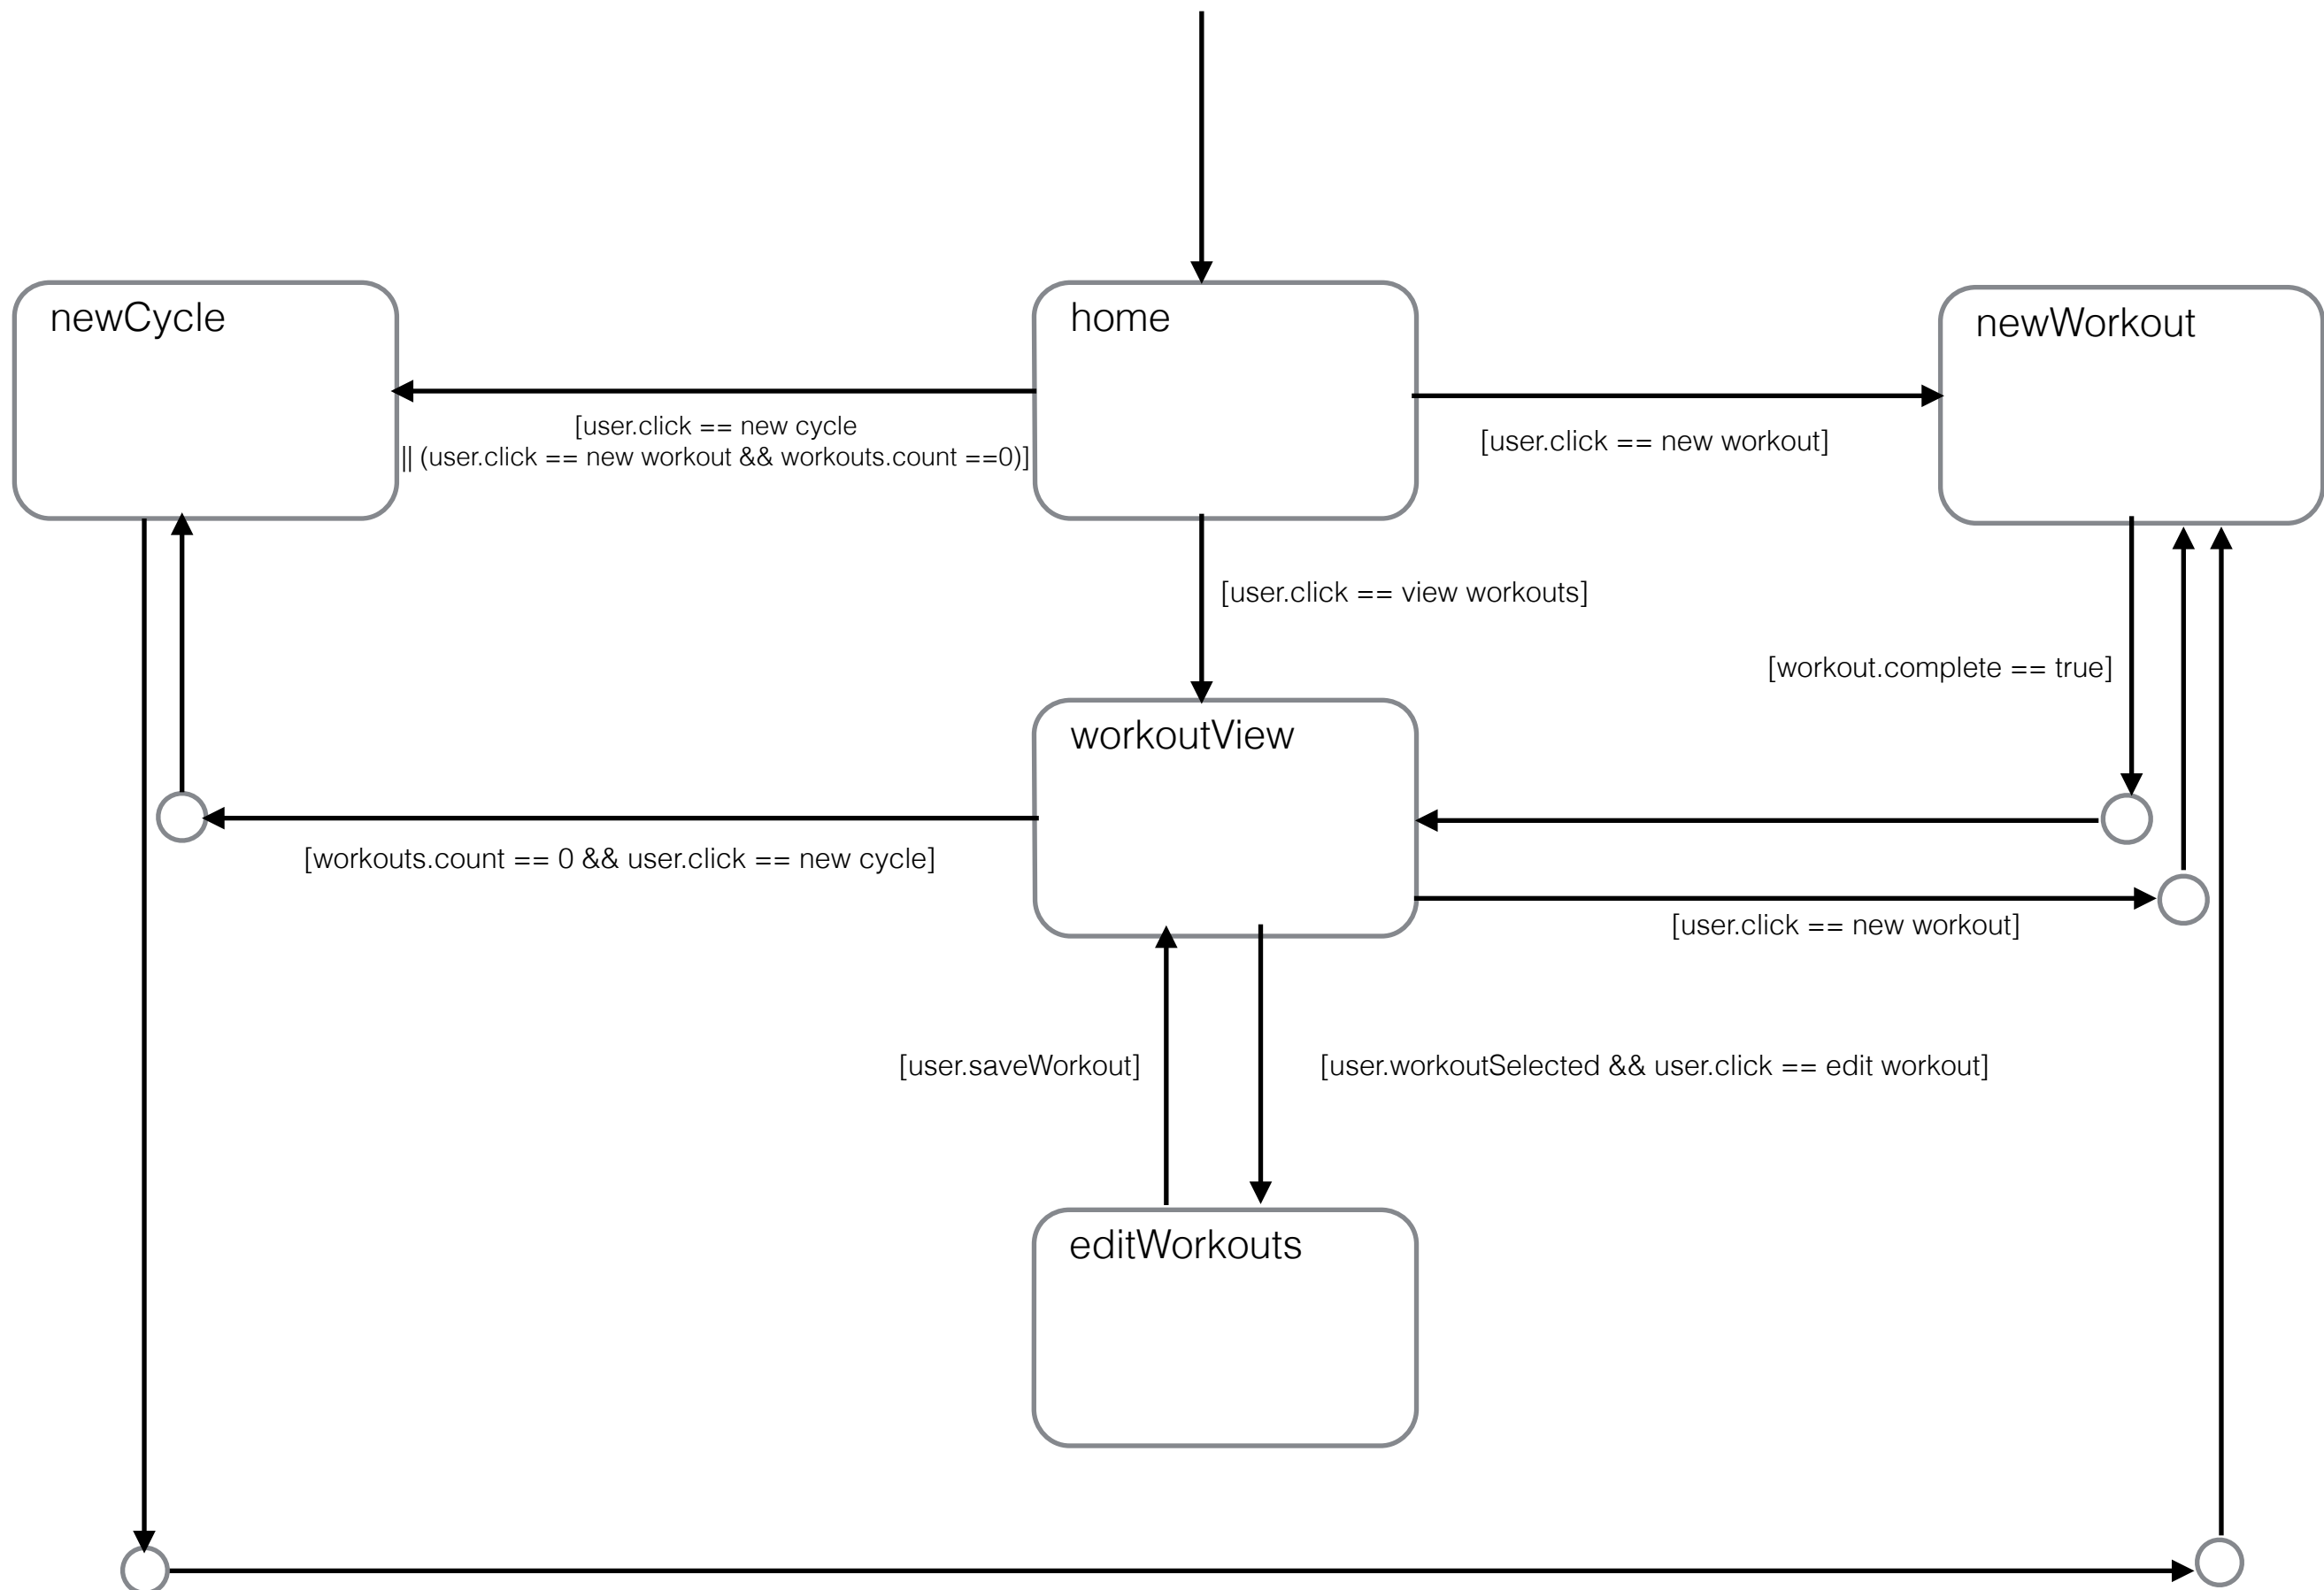 newCycle
home
newWorkout
[user.click == new cycle
|| (user.click == new workout && workouts.count ==0)]
[user.click == new workout]
[user.click == view workouts]
[workout.complete == true]
workoutView
[workouts.count == 0 && user.click == new cycle]
[user.click == new workout]
[user.saveWorkout]
[user.workoutSelected && user.click == edit workout]
editWorkouts